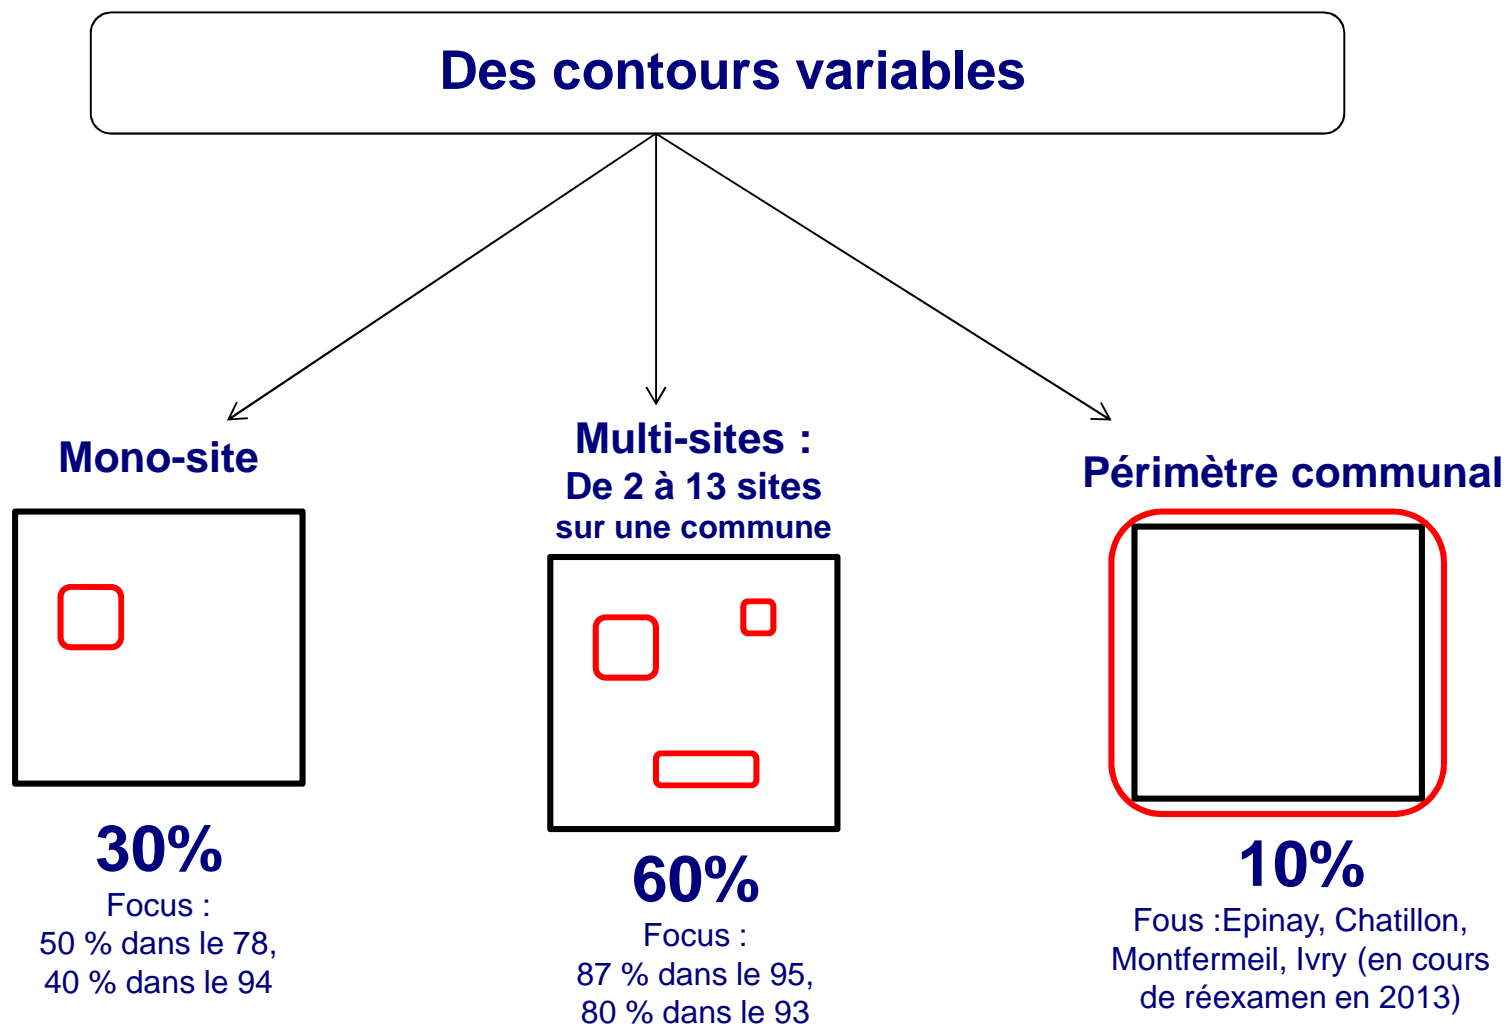 Des contours variables
Mono-site
30%
Focus :
50 % dans le 78,
40 % dans le 94
Multi-sites :
De 2 à 13 sites
sur une commune
60%
Focus :
87 % dans le 95,
80 % dans le 93
Périmètre communal
10%
Fous :Epinay, Chatillon,
Montfermeil, Ivry (en cours
de réexamen en 2013)